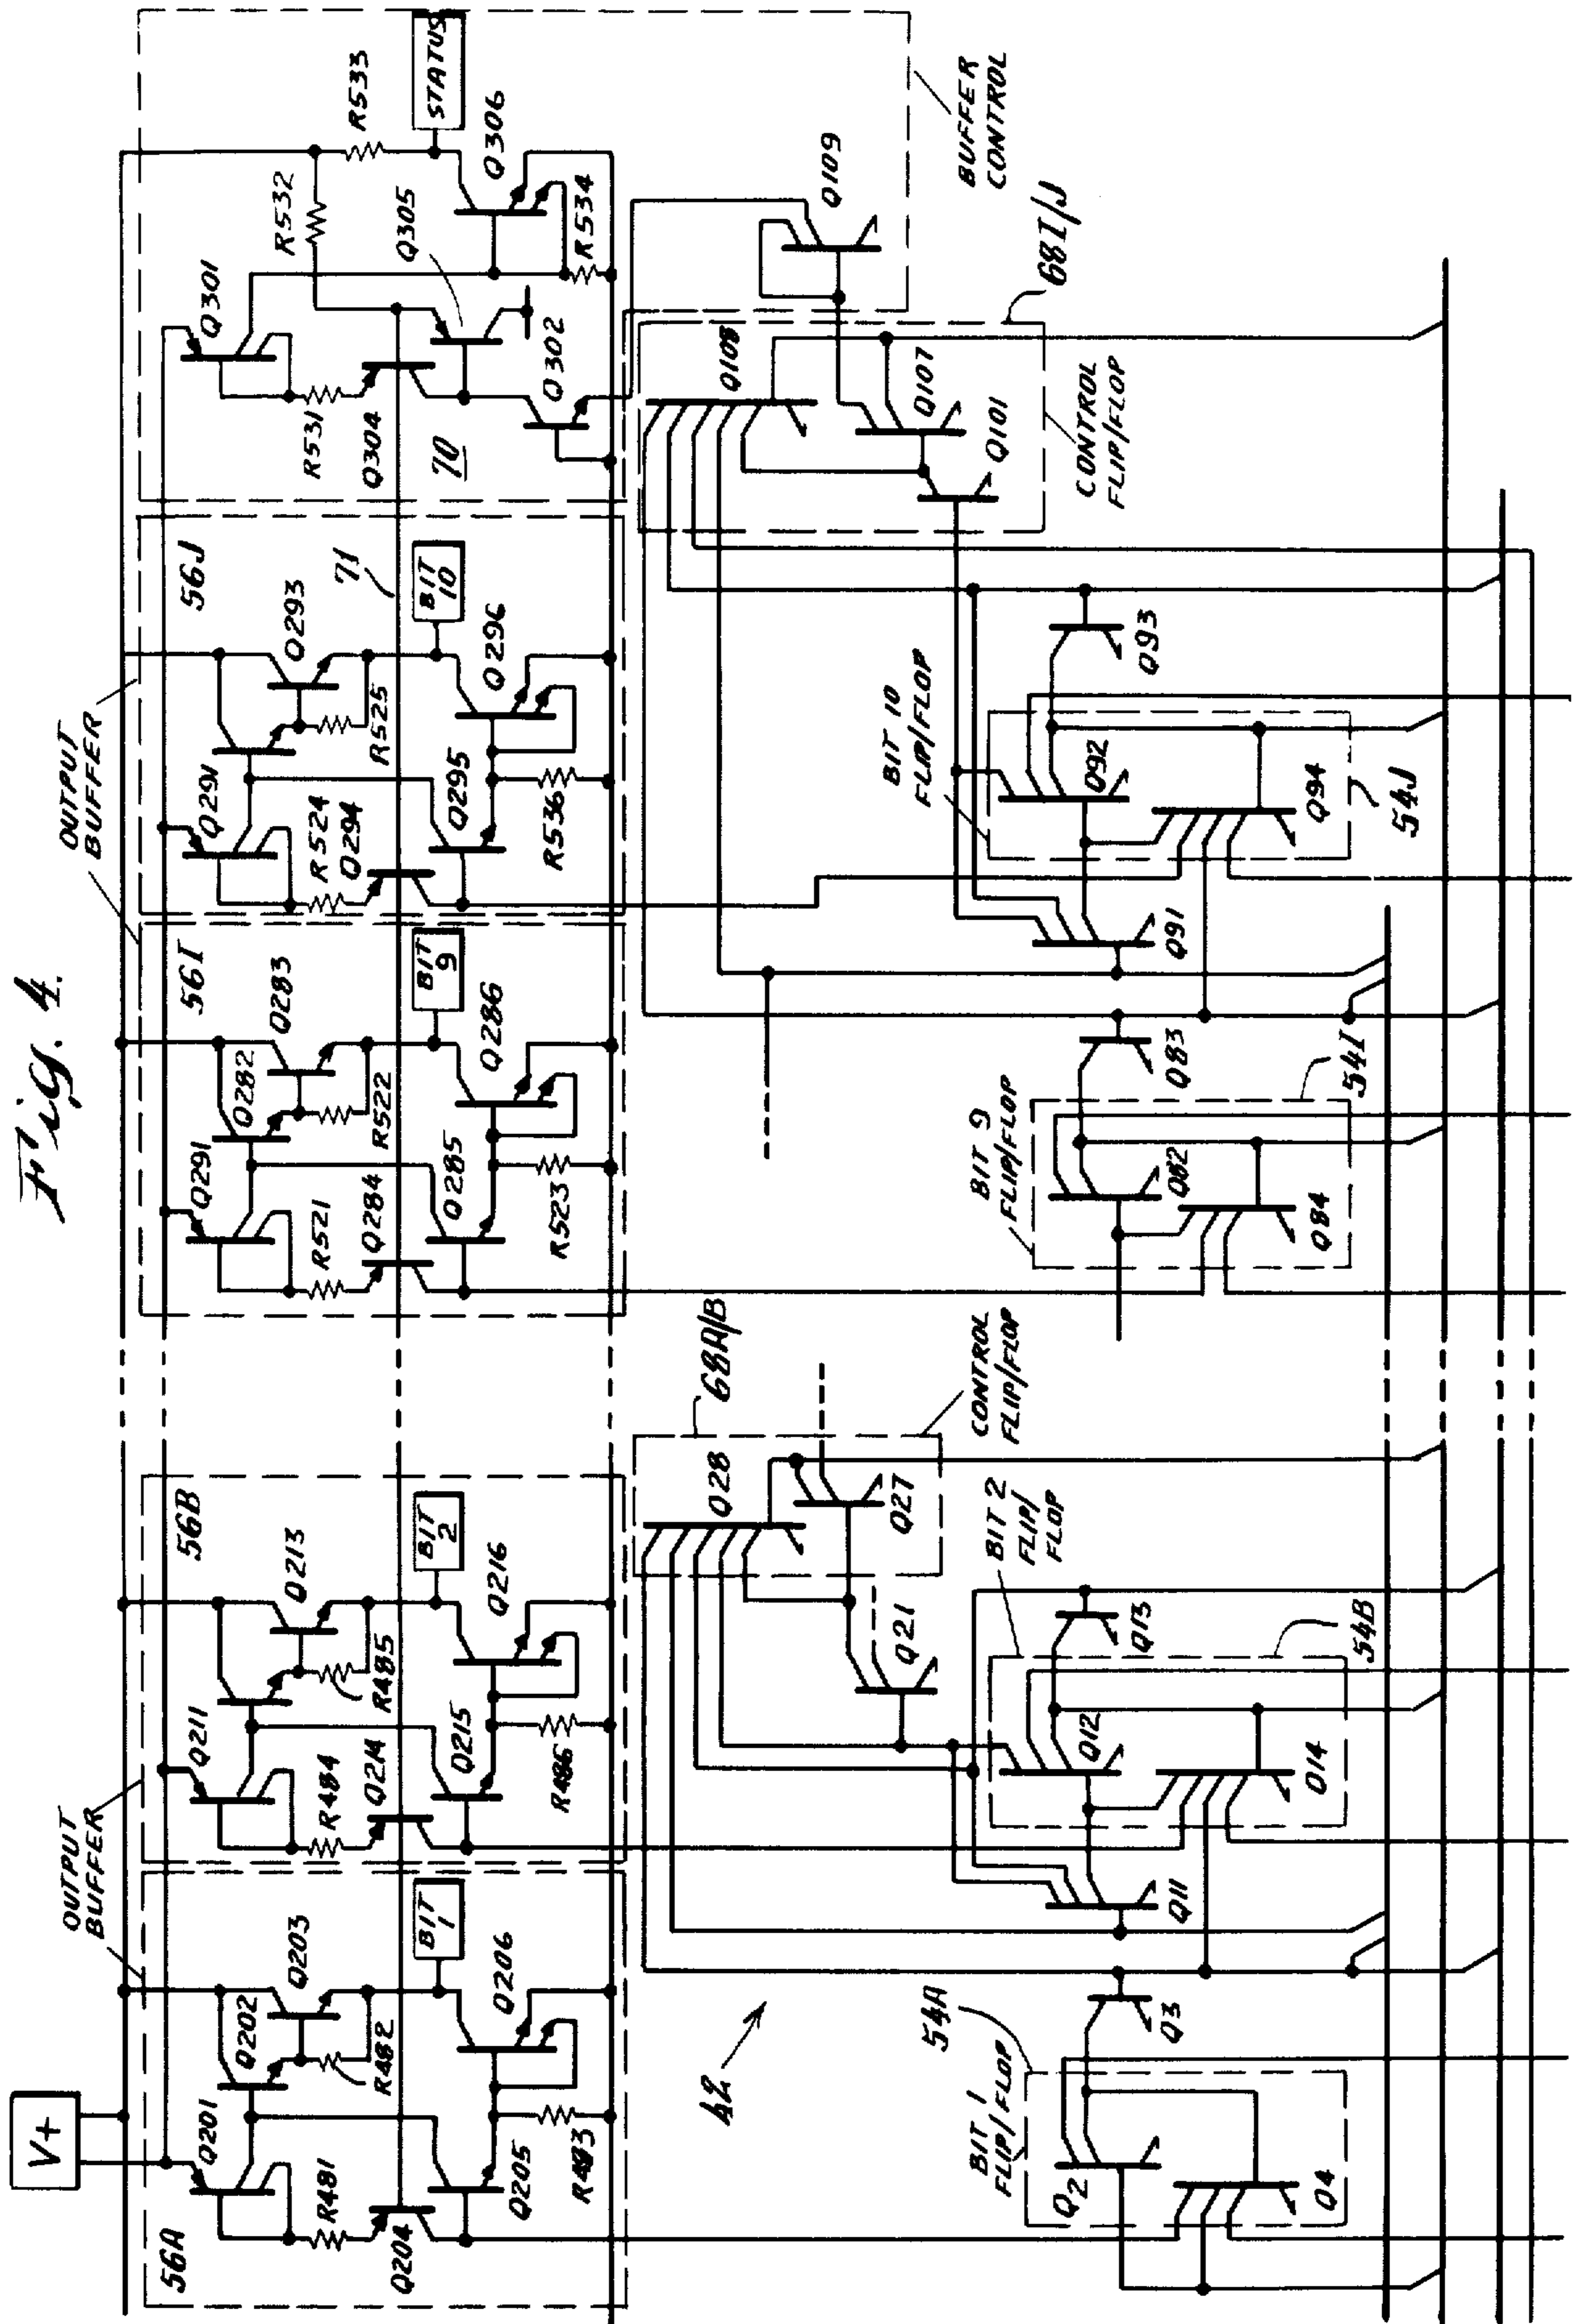 Fig. 4.
V+
OUTPUT
BUFFER
OUTPUT
BUFFER
56A
Q201
Q202
Q203
R481
R482
Q204
BIT
1
Q205
Q206
R483
56B
Q211
Q213
R484
R485
Q214
BIT
2
Q215
Q216
R486
56I
Q291
Q282
Q283
R521
R522
Q284
BIT
9
Q285
Q286
R523
56J
Q291
Q293
R524
R525
Q294
71
BIT
10
Q295
Q296
R536
Q301
R532
R533
R531
Q304
Q305
STATUS
70
Q302
Q306
R534
BUFFER
CONTROL
Q109
42
68A/B
Q28
Q27
CONTROL
FLIP/FLOP
Q21
68I/J
Q108
Q107
Q101
CONTROL
FLIP/FLOP
BIT 1
FLIP/FLOP
54A
Q2
Q3
Q4
BIT 2
FLIP/
FLOP
Q11
Q12
Q13
Q14
54B
BIT 9
FLIP/FLOP
Q82
Q83
Q84
54I
BIT 10
FLIP/FLOP
Q91
Q92
Q93
Q94
54J